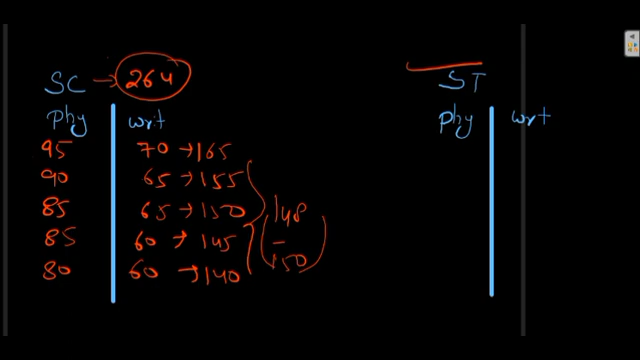 SC → 264
ST
Phy wrt
phy wrt
95 70 → 165
90 65 → 155
85 65 → 150
85 60 → 145
80 60 → 140
148
-
150